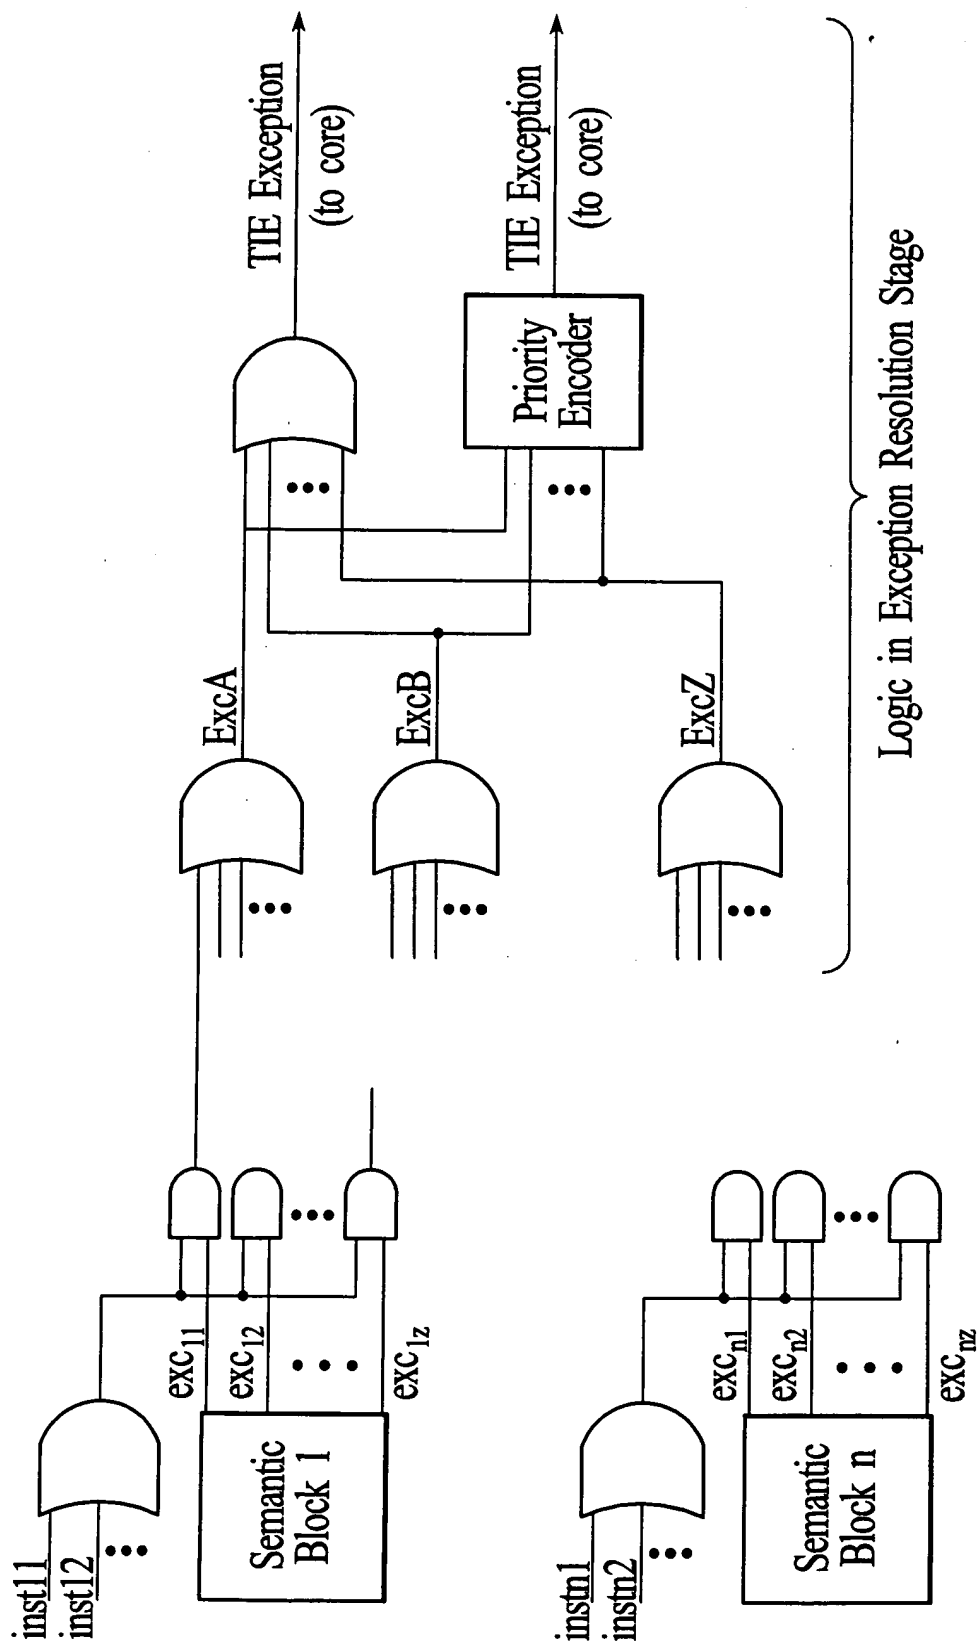 inst11
inst12
Semantic
Block 1
exc11
exc12
exc1z
instn1
instn2
Semantic
Block n
excn1
excn2
excnz
ExcA
ExcB
ExcZ
TIE Exception
(to core)
Priority
Encoder
TIE Exception
(to core)
Logic in Exception Resolution Stage